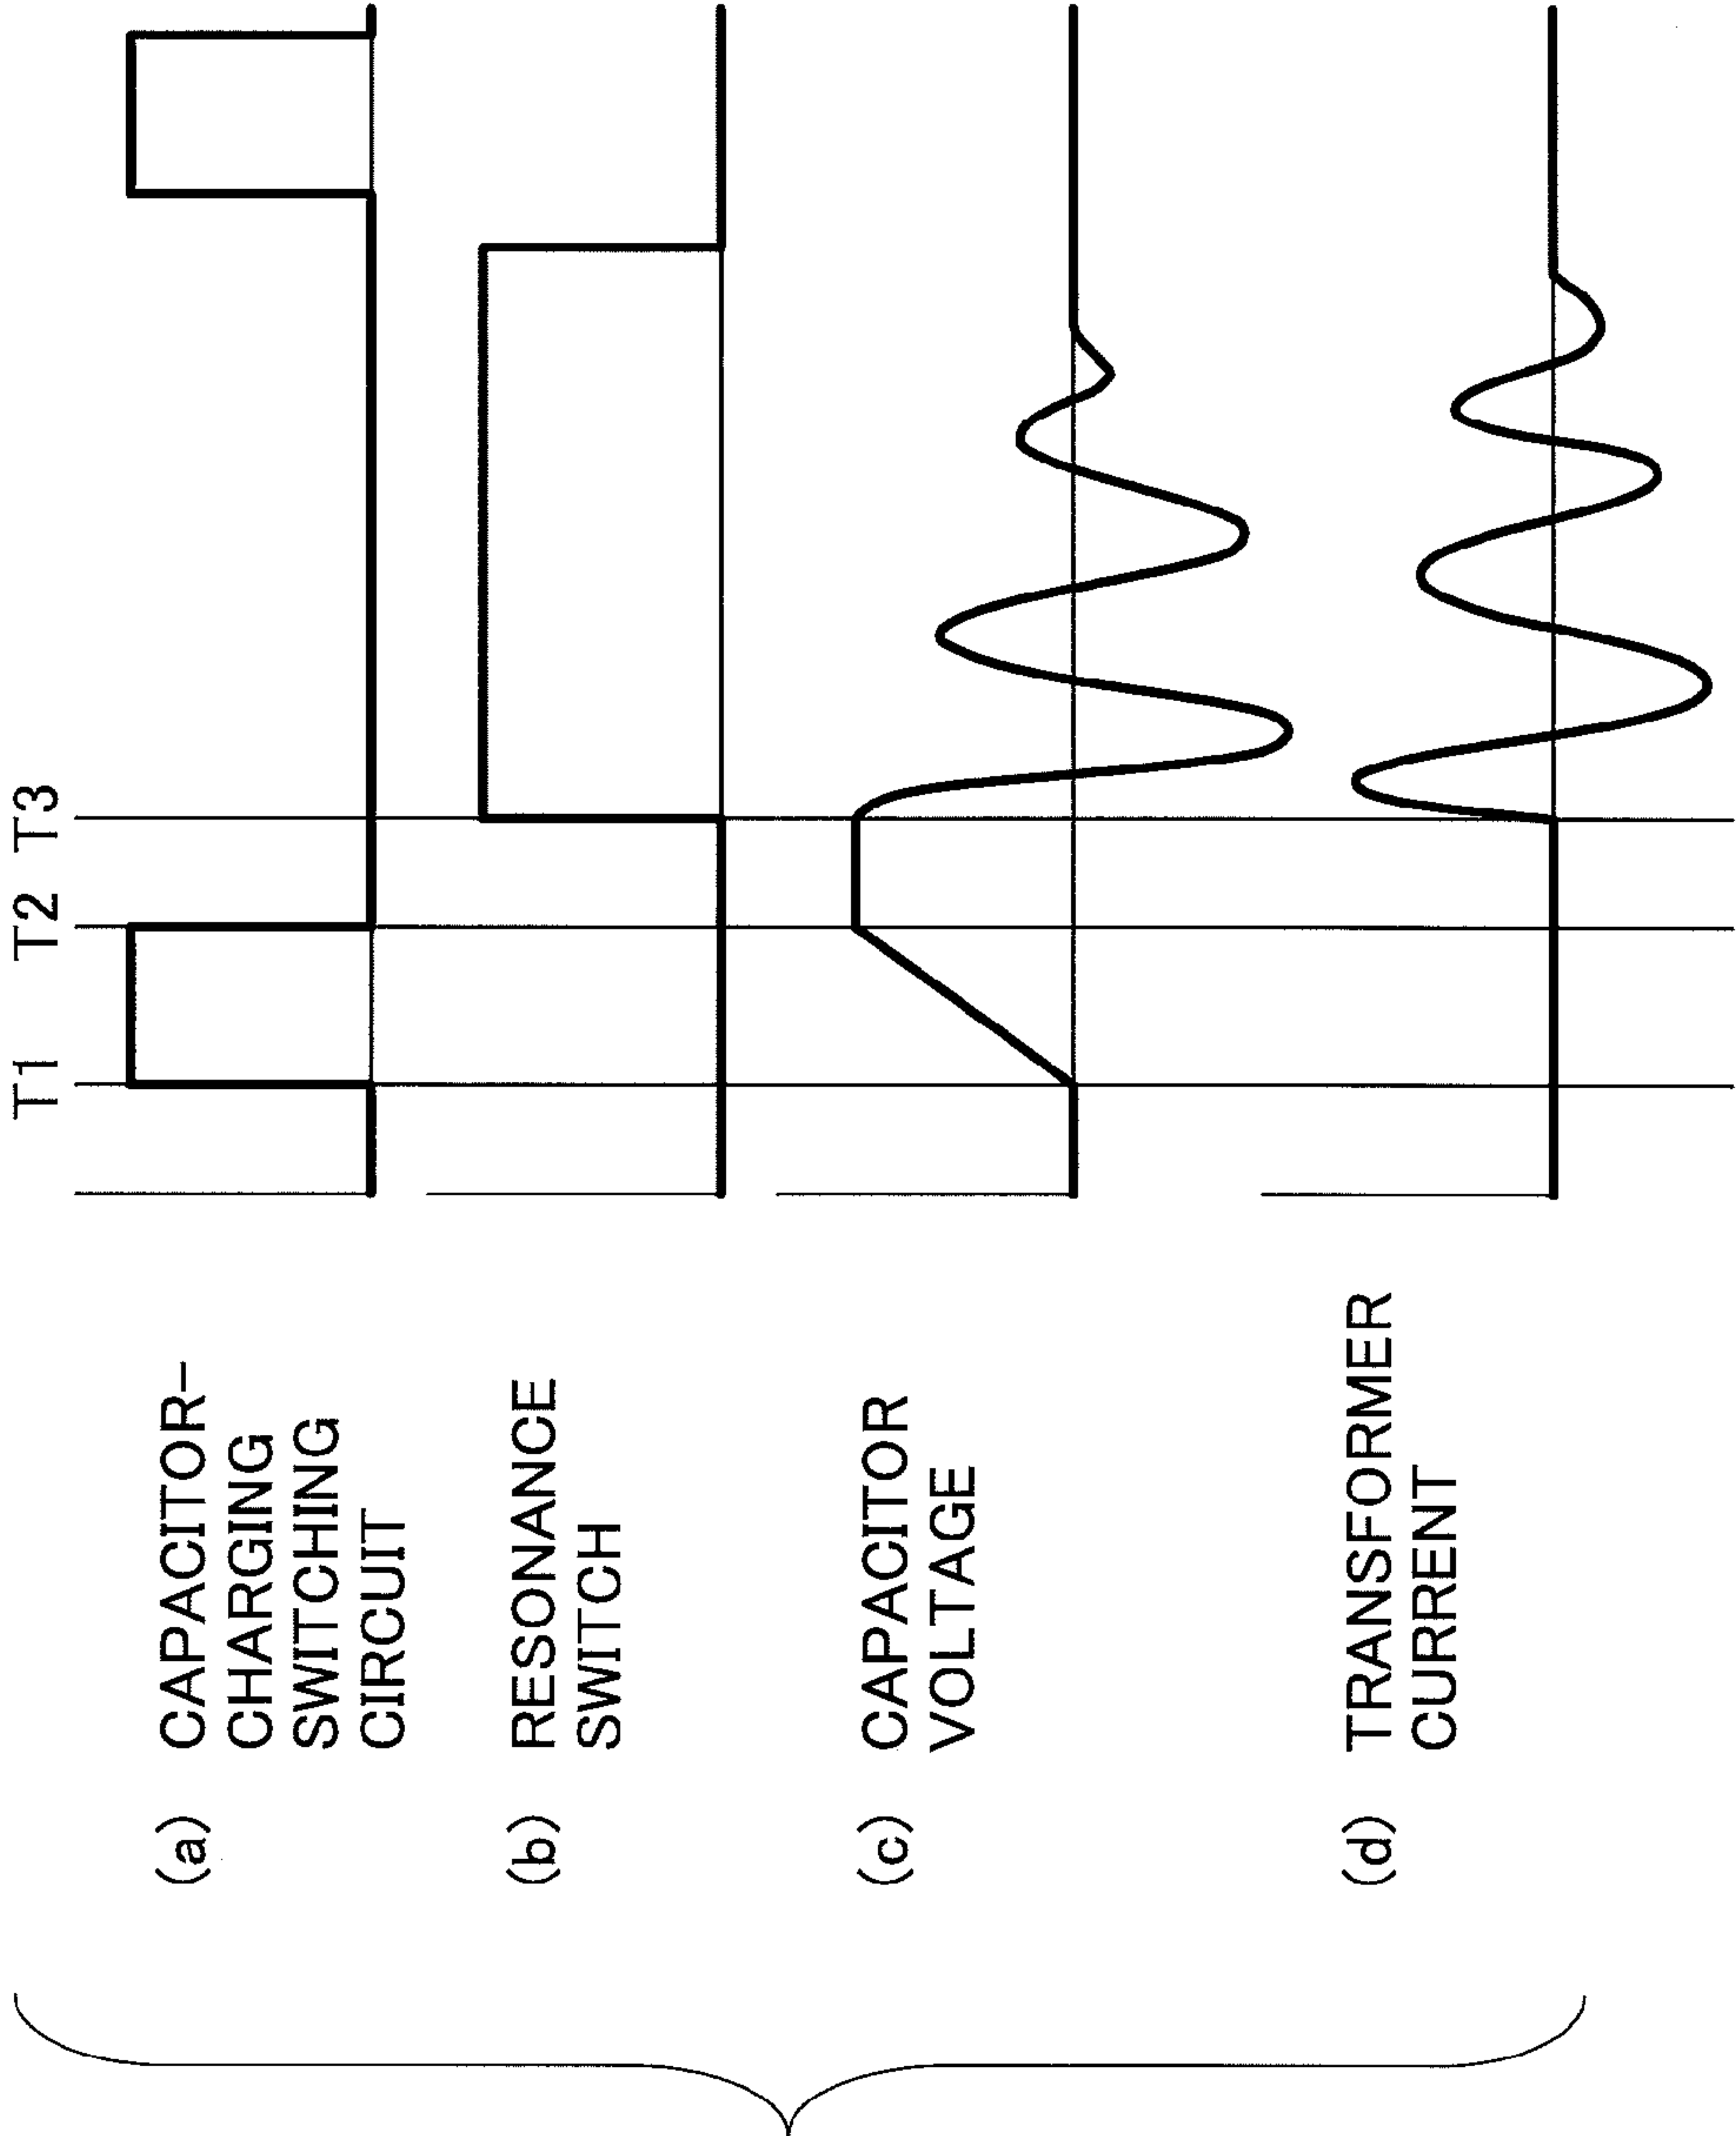 T1 T2 T3
(a) CAPACITOR-
CHARGING
SWITCHING
CIRCUIT
(b) RESONANCE
SWITCH
(c) CAPACITOR
VOLTAGE
(d) TRANSFORMER
CURRENT